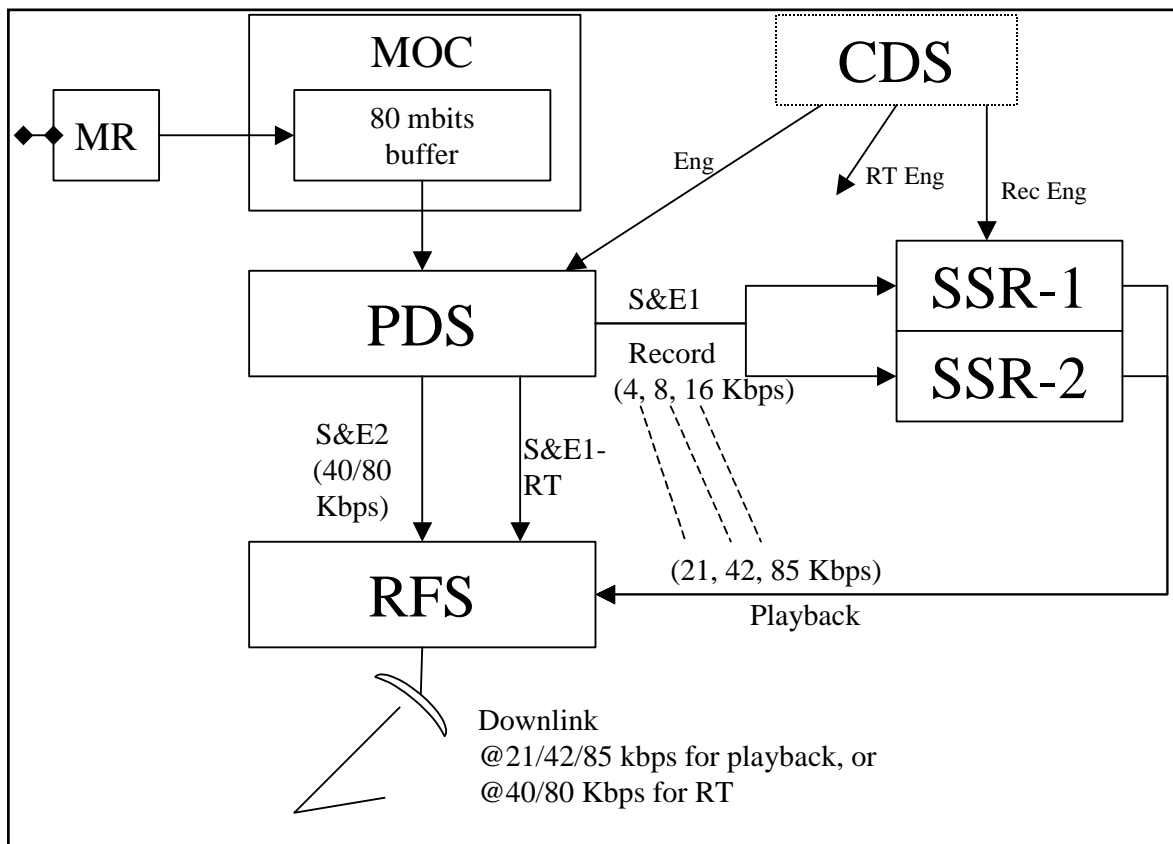 MOC
CDS
MR
80 mbits
buffer
Eng
RT Eng
Rec Eng
PDS
S&E1
SSR-1
Record
SSR-2
(4, 8, 16 Kbps)
S&E2
(40/80
Kbps)
S&E1-
RT
(21, 42, 85 Kbps)
RFS
Playback
Downlink
@21/42/85 kbps for playback, or
@40/80 Kbps for RT